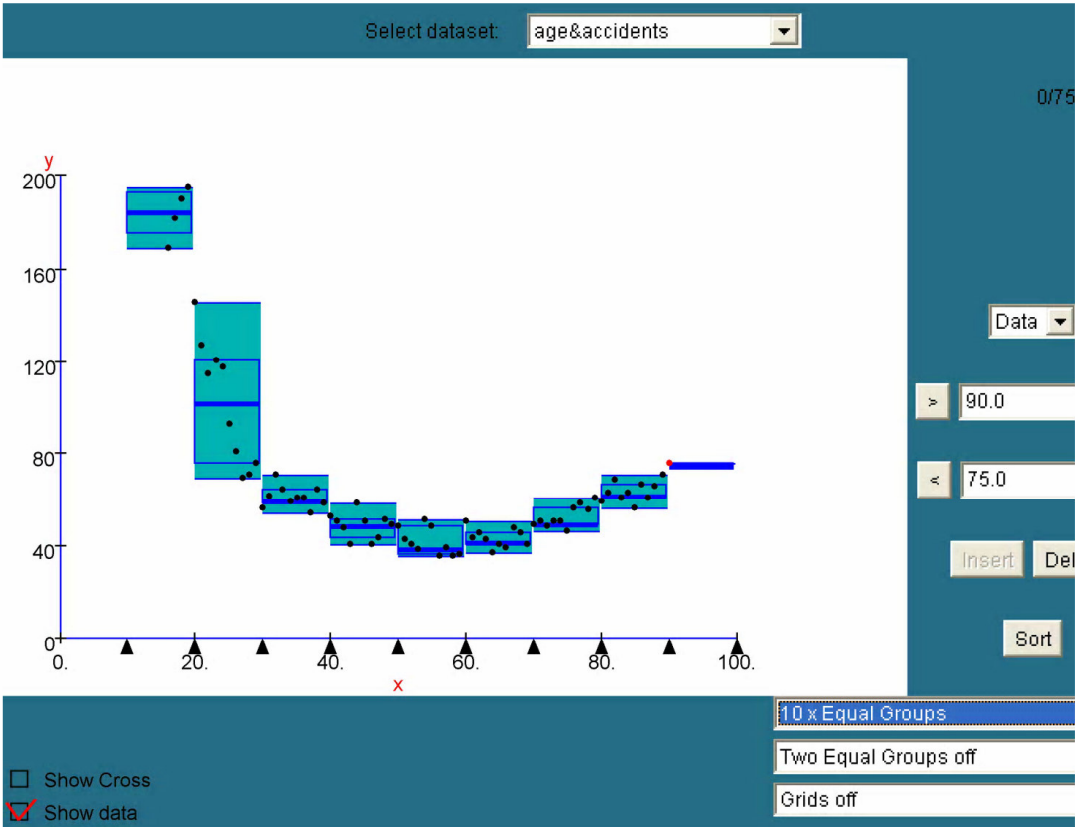 Select dataset: age&accidents
0/75
y
200
160
120
80
40
0
0. 20. 40. 60. 80. 100.
x
Data
> 90.0
< 75.0
Insert Del
Sort
10 x Equal Groups
Two Equal Groups off
Grids off
Show Cross
Show data